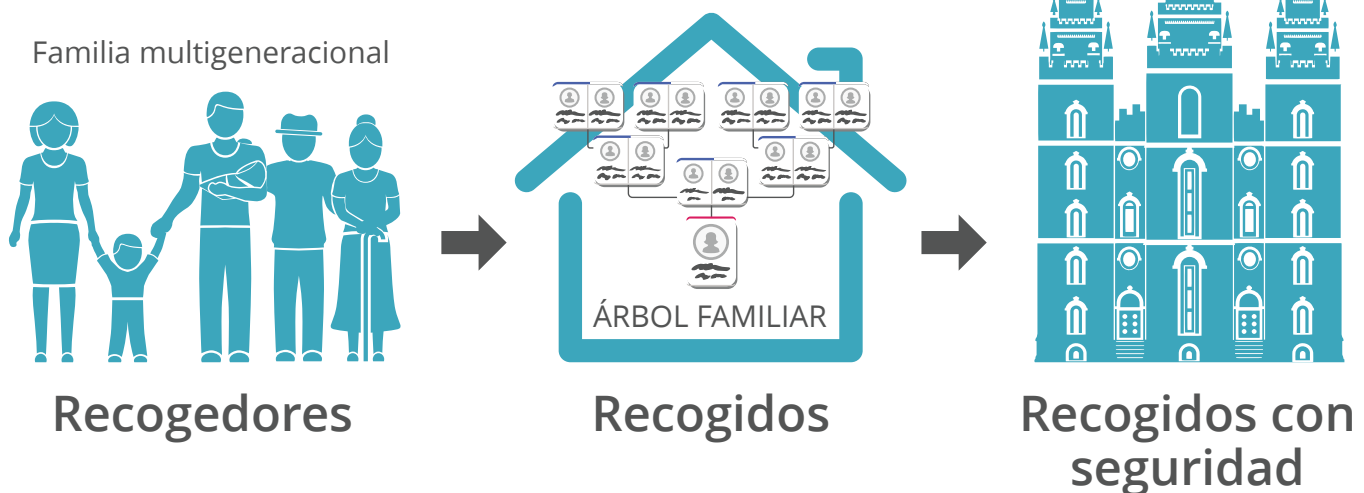 Familia multigeneracional
ÁRBOL FAMILIAR
Recogedores
Recogidos
Recogidos con
seguridad